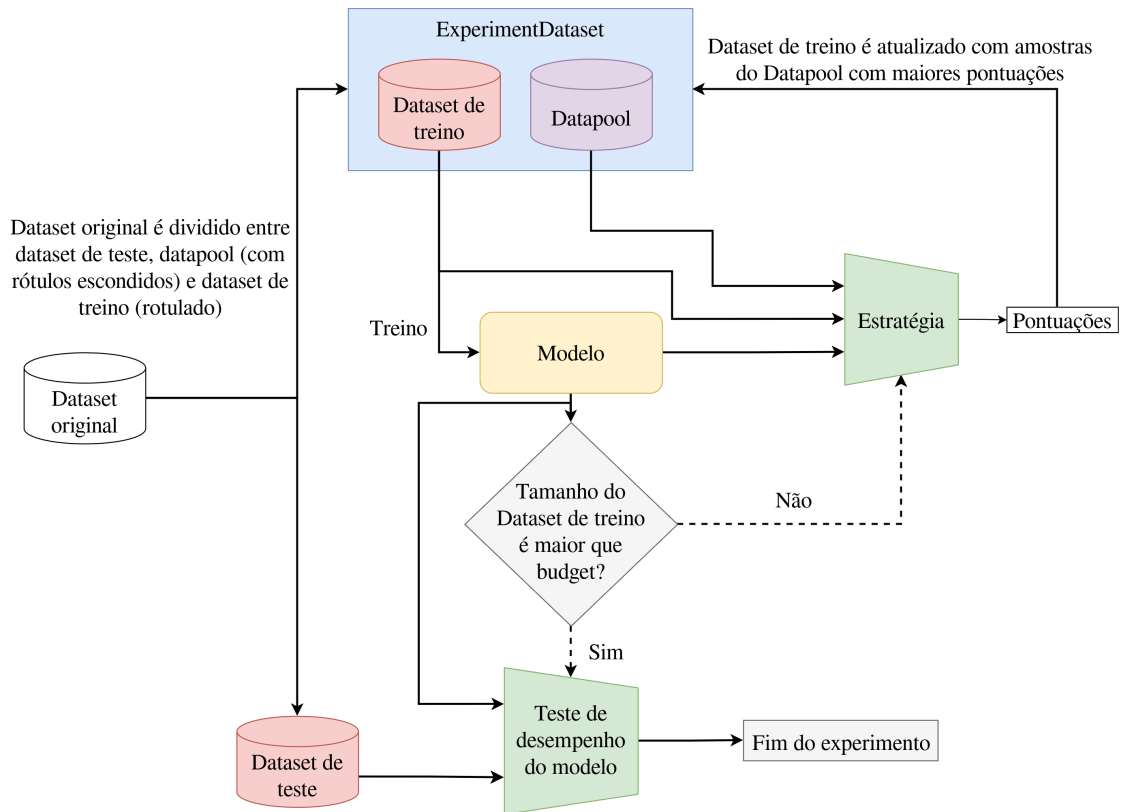 ExperimentDataset
Dataset de treino é atualizado com amostras
do Datapool com maiores pontuações
Dataset de
treino
Datapool
Dataset original é dividido entre
dataset de teste, datapool (com
rótulos escondidos) e dataset de
treino (rotulado)
Treino
Modelo
Estratégia
Pontuações
Dataset
original
Tamanho do
Dataset de treino
é maior que
budget?
Não
Sim
Teste de
desempenho
do modelo
Fim do experimento
Dataset de
teste